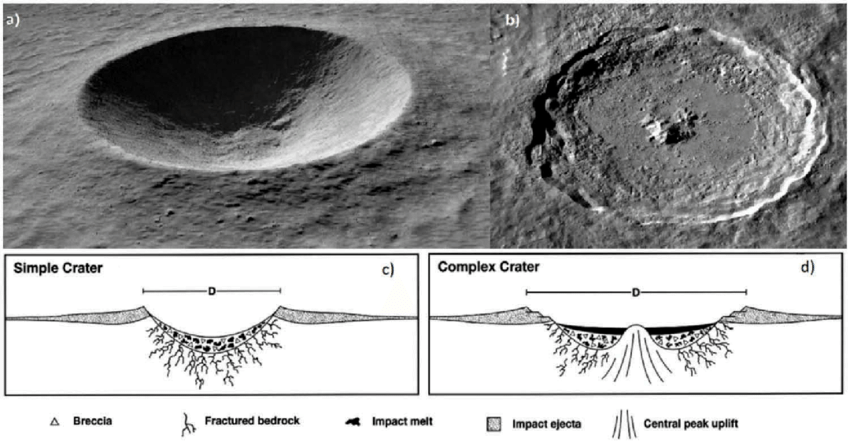 a)
b)
Simple Crater
c)
D
Complex Crater
d)
D
Breccia
Fractured bedrock
Impact melt
Impact ejecta
Central peak uplift